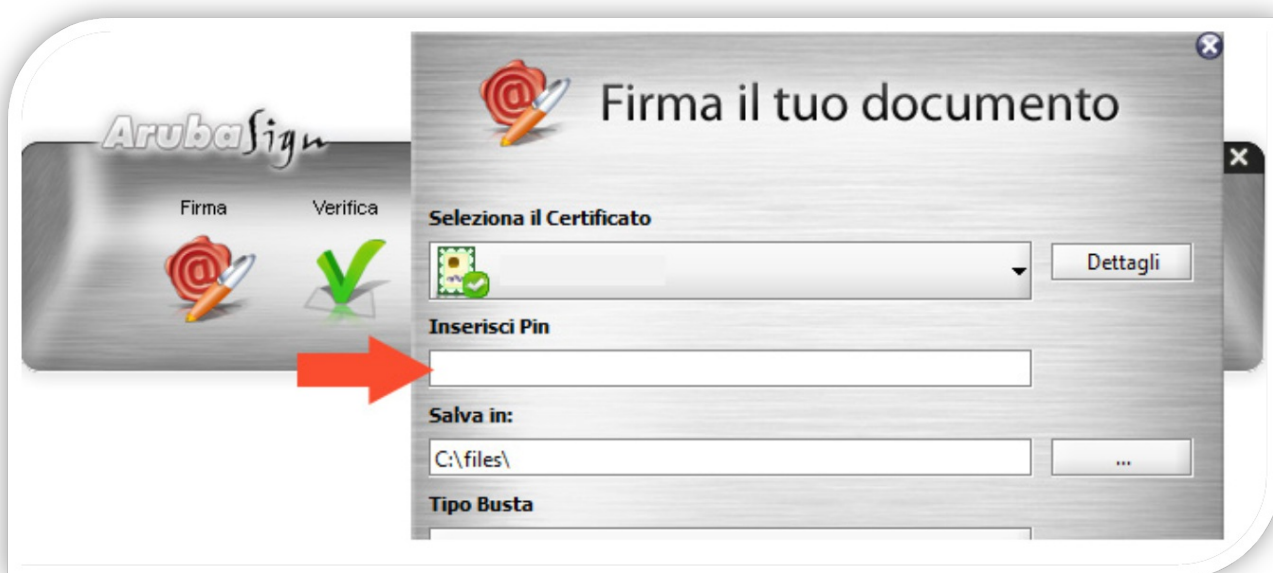 ArubaSign
Firma
Verifica
Firma il tuo documento
Seleziona il Certificato
Dettagli
Inserisci Pin
Salva in:
C:\files\
...
Tipo Busta